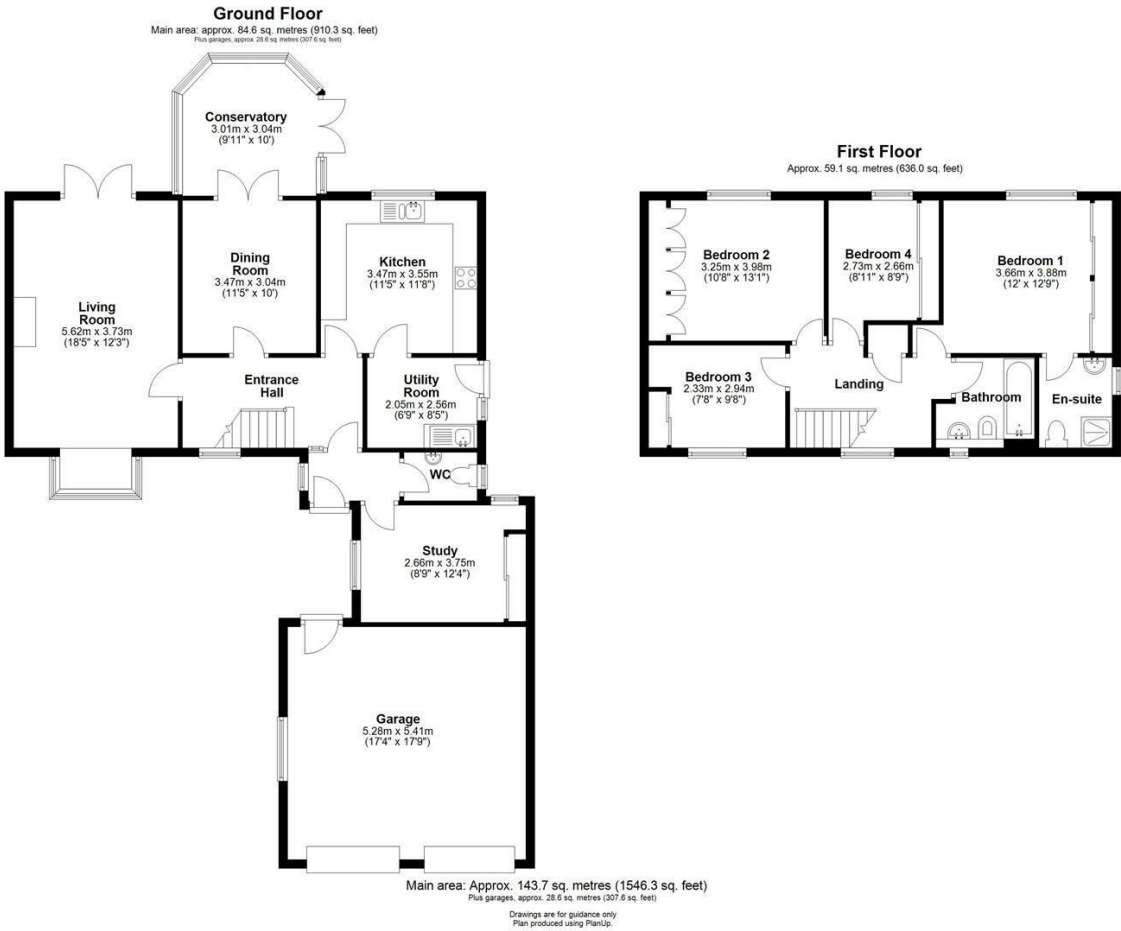 Ground Floor
Main area: approx. 84.6 sq. metres (910.3 sq. feet)
Plus garages, approx. 28.6 sq. metres (307.6 sq. feet)
Conservatory
3.01m x 3.04m
(9'11" x 10')
Dining
Room
3.47m x 3.04m
(11'5" x 10')
Kitchen
3.47m x 3.55m
(11'5" x 11'8")
Living
Room
5.62m x 3.73m
(18'5" x 12'3")
Entrance
Hall
Utility
Room
2.05m x 2.56m
(6'9" x 8'5")
WC
Study
2.66m x 3.75m
(8'9" x 12'4")
Garage
5.28m x 5.41m
(17'4" x 17'9")
First Floor
Approx. 59.1 sq. metres (636.0 sq. feet)
Bedroom 2
3.25m x 3.98m
(10'8" x 13'1")
Bedroom 4
2.73m x 2.66m
(8'11" x 8'9")
Bedroom 1
3.66m x 3.88m
(12' x 12'9")
Bedroom 3
2.33m x 2.94m
(7'8" x 9'8")
Landing
Bathroom
En-suite
Main area: Approx. 143.7 sq. metres (1546.3 sq. feet)
Plus garages, approx. 28.6 sq. metres (307.6 sq. feet)
Drawings are for guidance only
Plan produced using PlanUp.